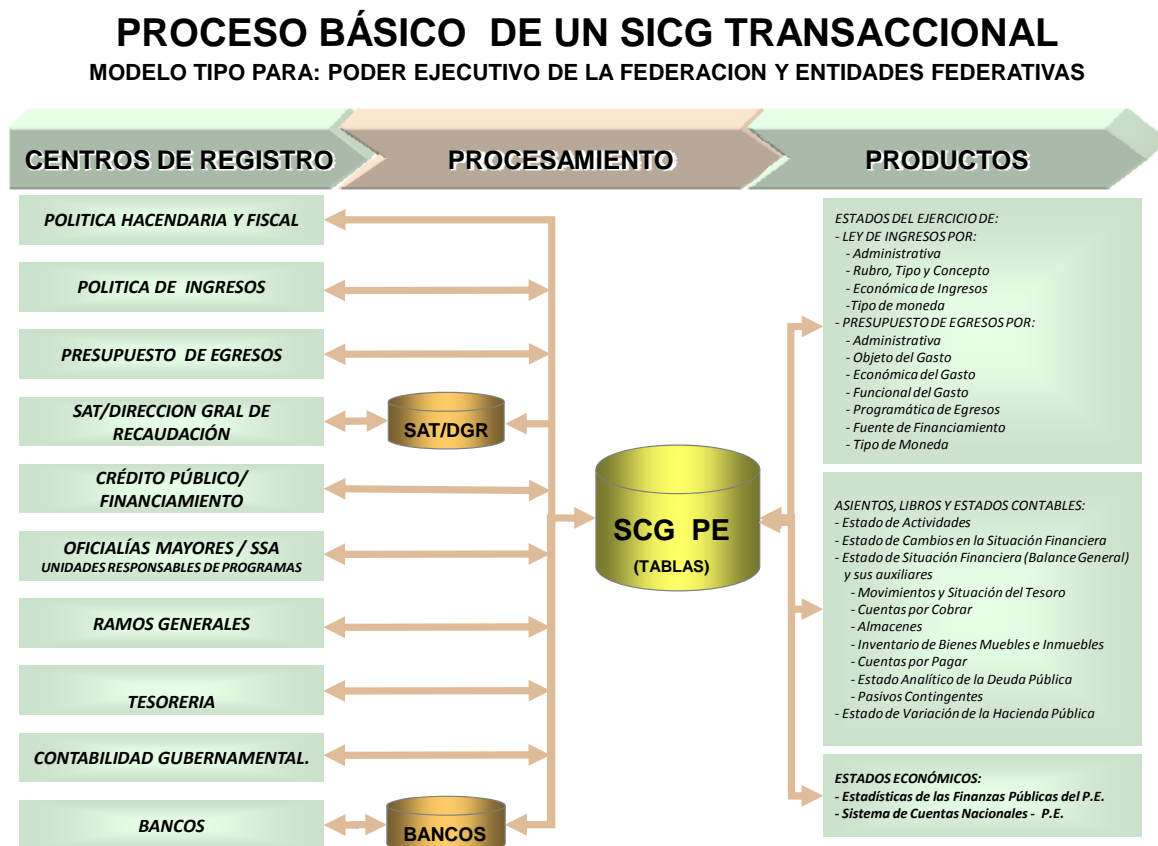 PROCESO BÁSICO DE UN SICG TRANSACCIONAL
MODELO TIPO PARA: PODER EJECUTIVO DE LA FEDERACION Y ENTIDADES FEDERATIVAS
CENTROS DE REGISTRO
PROCESAMIENTO
PRODUCTOS
POLITICA HACENDARIA Y FISCAL
POLITICA DE INGRESOS
PRESUPUESTO DE EGRESOS
SAT/DIRECCION GRAL DE
RECAUDACIÓN
CRÉDITO PÚBLICO/
FINANCIAMIENTO
OFICIALÍAS MAYORES / SSA
UNIDADES RESPONSABLES DE PROGRAMAS
RAMOS GENERALES
TESORERIA
CONTABILIDAD GUBERNAMENTAL.
BANCOS
SAT/DGR
BANCOS
SCG PE
(TABLAS)
ESTADOS DEL EJERCICIO DE:
- LEY DE INGRESOS POR:
- Administrativa
- Rubro, Tipo y Concepto
- Económica de Ingresos
-Tipo de moneda
- PRESUPUESTO DE EGRESOS POR:
- Administrativa
- Objeto del Gasto
- Económica del Gasto
- Funcional del Gasto
- Programática de Egresos
- Fuente de Financiamiento
- Tipo de Moneda
ASIENTOS, LIBROS Y ESTADOS CONTABLES:
- Estado de Actividades
- Estado de Cambios en la Situación Financiera
- Estado de Situación Financiera (Balance General)
y sus auxiliares
- Movimientos y Situación del Tesoro
- Cuentas por Cobrar
- Almacenes
- Inventario de Bienes Muebles e Inmuebles
- Cuentas por Pagar
- Estado Analítico de la Deuda Pública
- Pasivos Contingentes
- Estado de Variación de la Hacienda Pública
ESTADOS ECONÓMICOS:
- Estadísticas de las Finanzas Públicas del P.E.
- Sistema de Cuentas Nacionales - P.E.